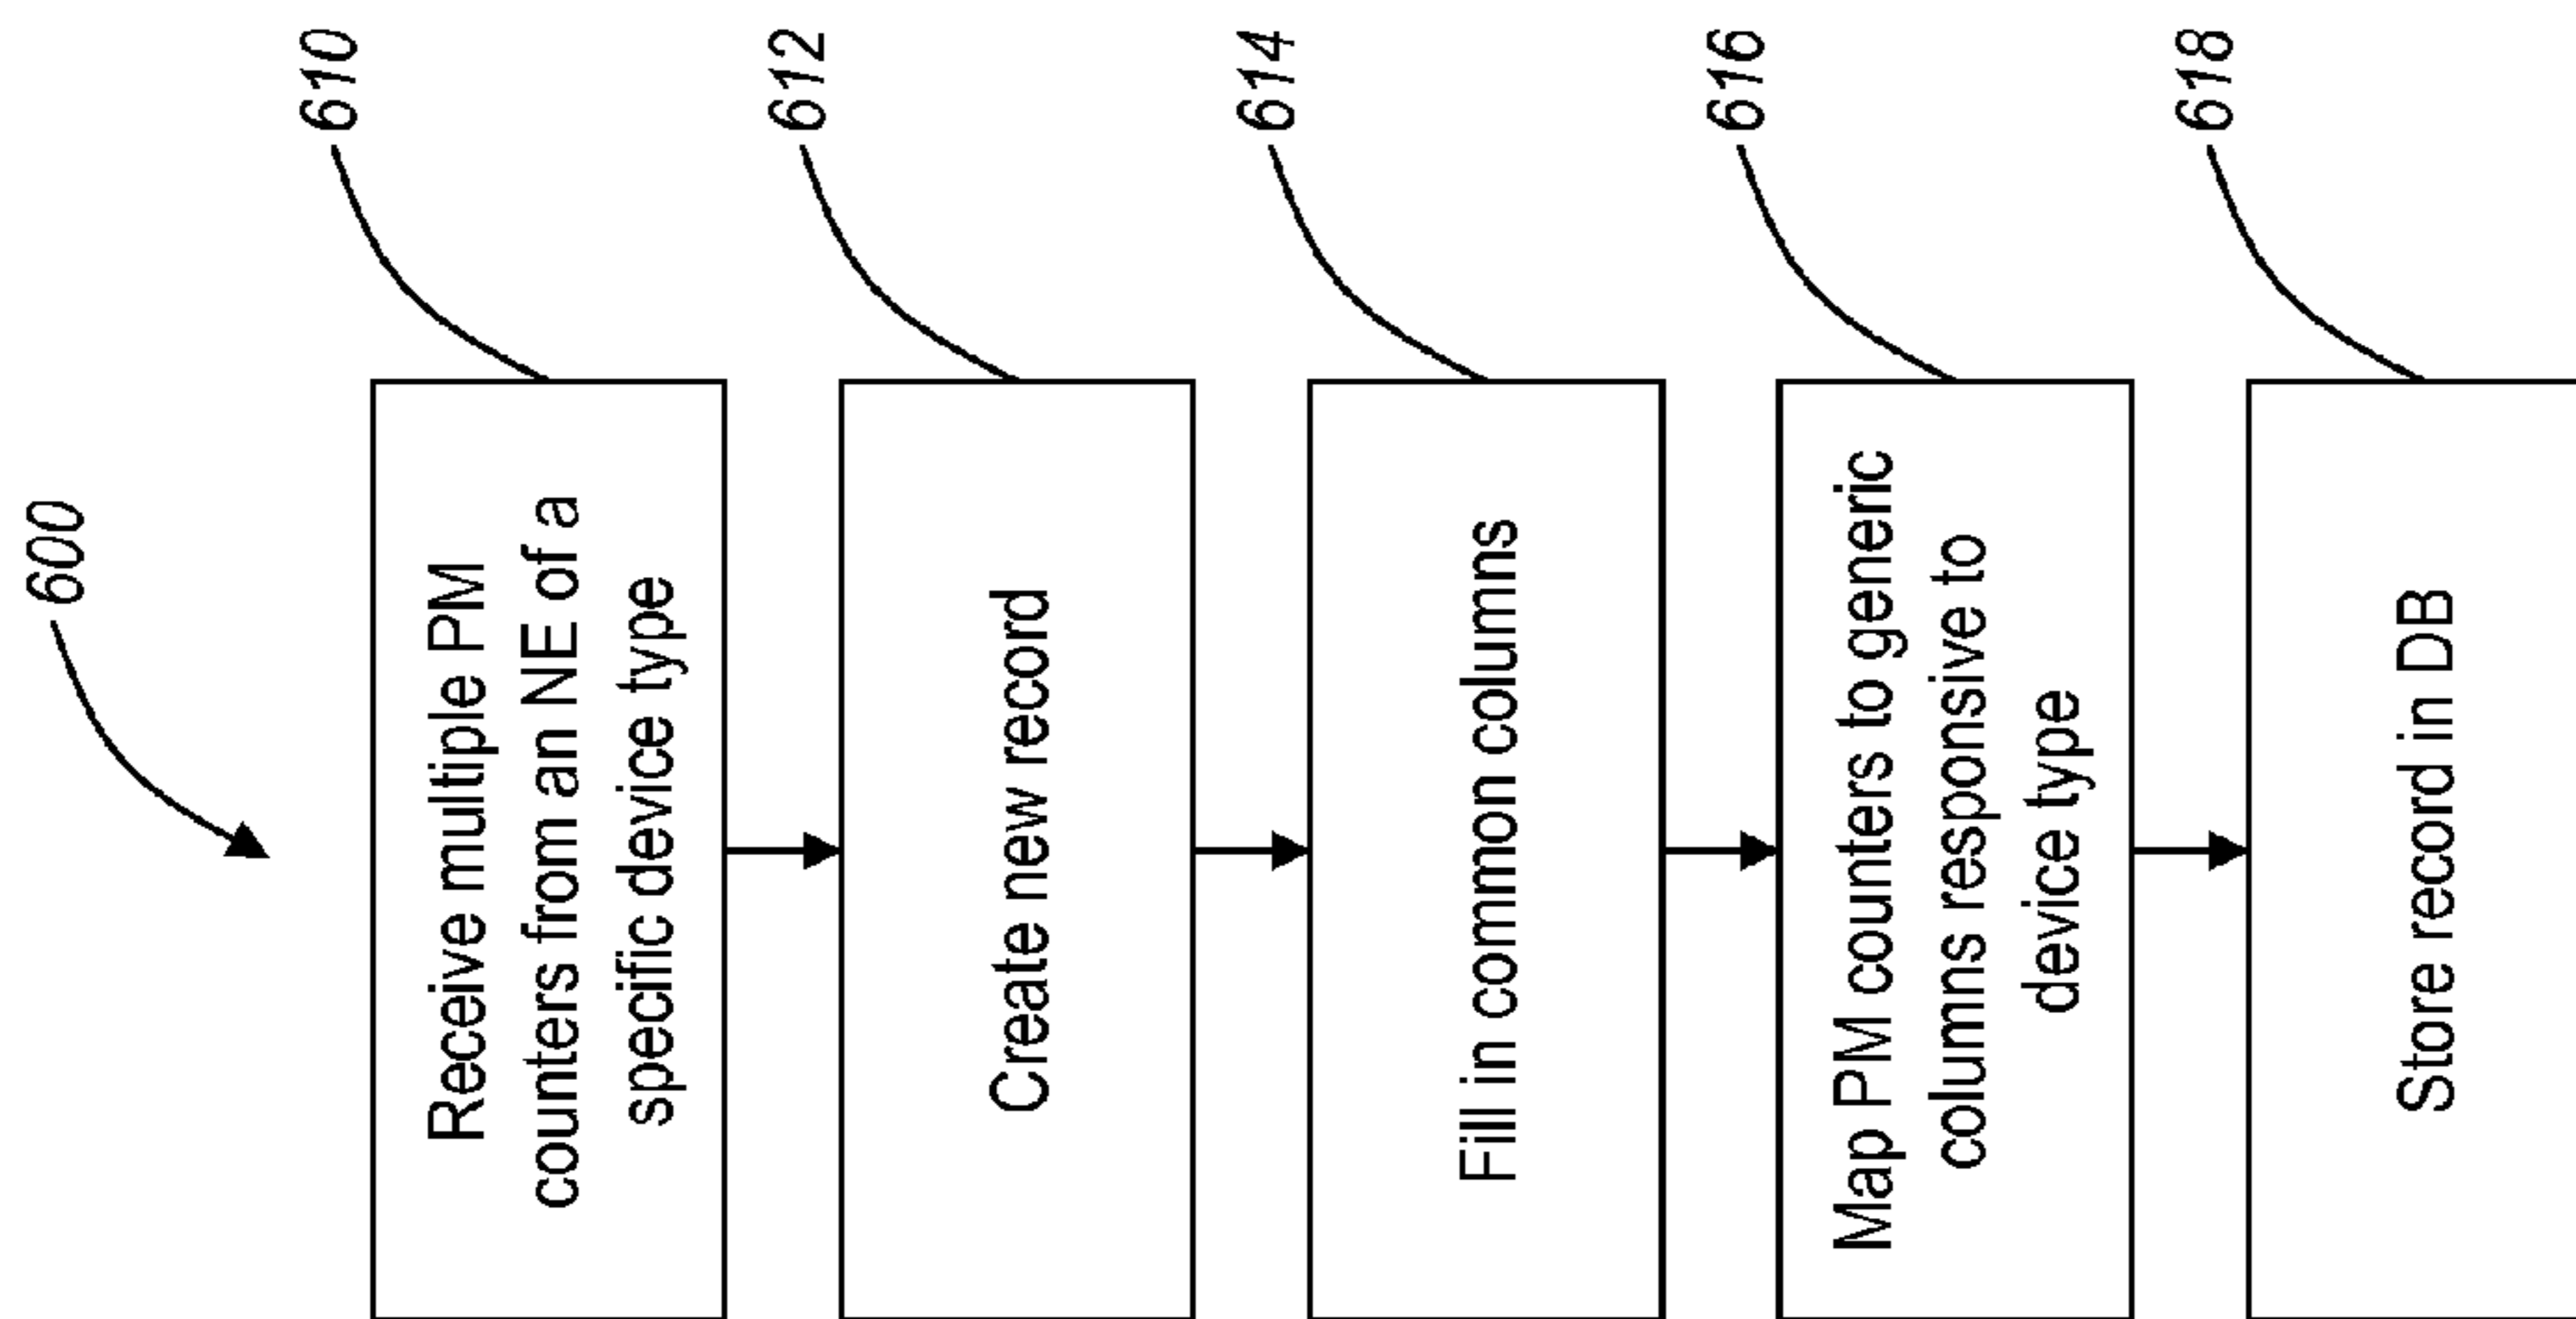 600
610
Receive multiple PM
counters from an NE of a
specific device type
612
Create new record
614
Fill in common columns
616
Map PM counters to generic
columns responsive to
device type
618
Store record in DB